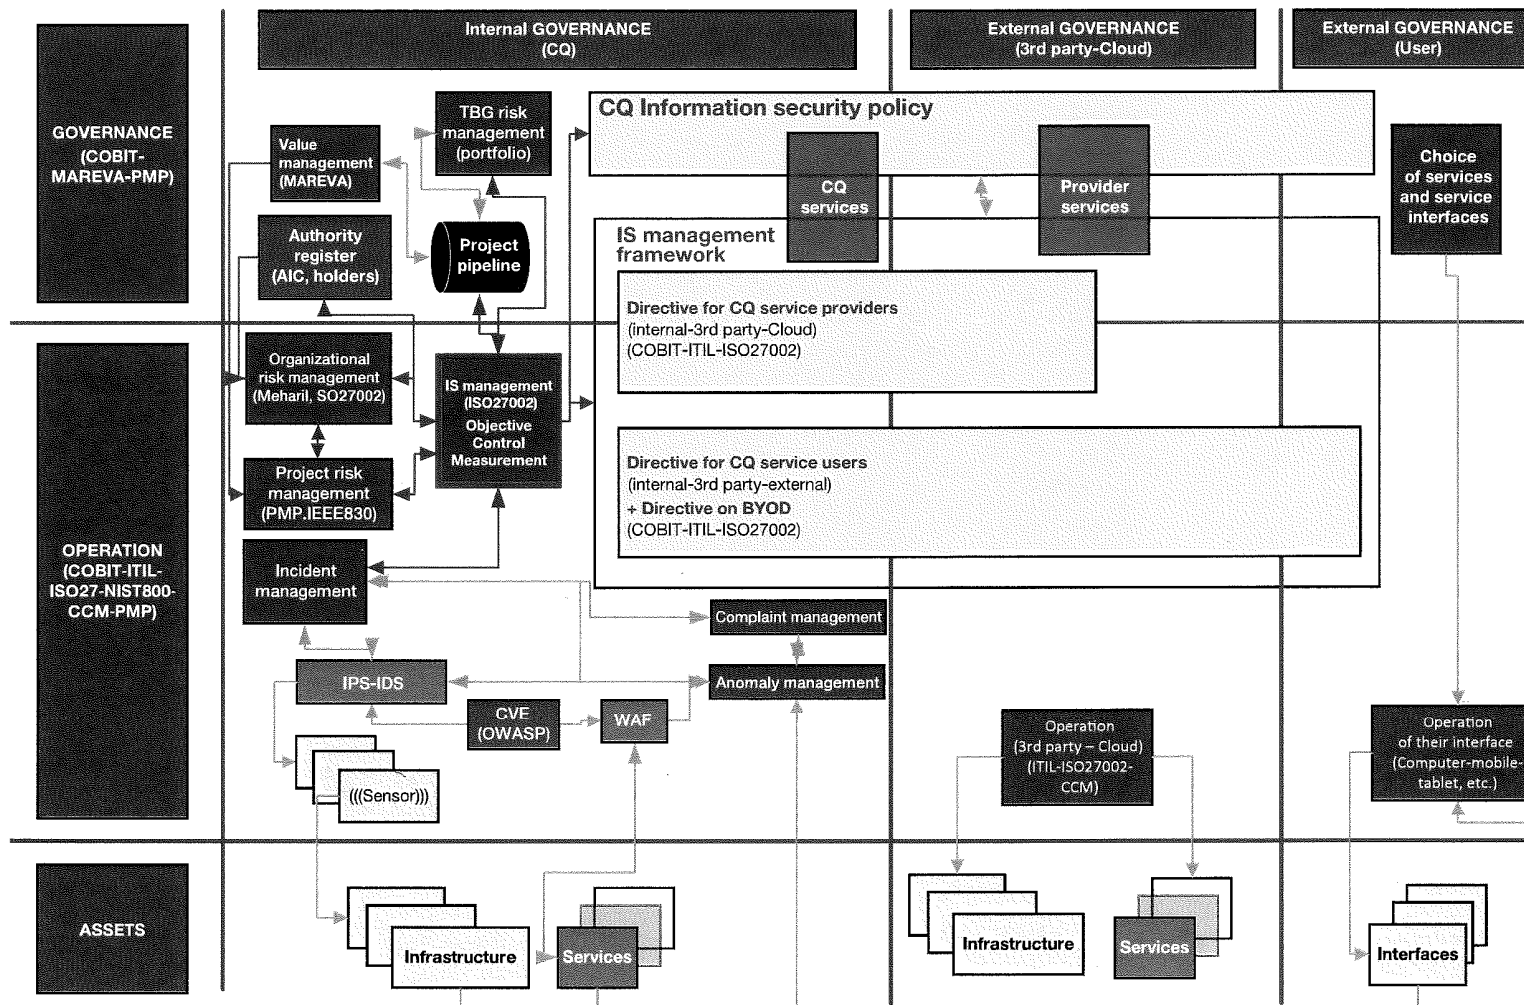 Internal GOVERNANCE
(CQ)
External GOVERNANCE
(3rd party-Cloud)
External GOVERNANCE
(User)
GOVERNANCE
(COBIT-
MAREVA-PMP)
Value
management
(MAREVA)
TBG risk
management
(portfolio)
Authority
register
(AIC, holders)
Project
pipeline
CQ Information security policy
CQ
services
Provider
services
Choice
of services
and service
interfaces
IS management
framework
Directive for CQ service providers
(internal-3rd party-Cloud)
(COBIT-ITIL-ISO27002)
OPERATION
(COBIT-ITIL-
ISO27-NIST800-
CCM-PMP)
Organizational
risk management
(Meharil, SO27002)
IS management
(ISO27002)
Objective
Control
Measurement
Project risk
management
(PMP.IEEE830)
Directive for CQ service users
(internal-3rd party-external)
+ Directive on BYOD
(COBIT-ITIL-ISO27002)
Incident
management
Complaint management
IPS-IDS
Anomaly management
CVE
(OWASP)
WAF
(((Sensor)))
Operation
(3rd party – Cloud)
(ITIL-ISO27002-
CCM)
Operation
of their interface
(Computer-mobile-
tablet, etc.)
ASSETS
Infrastructure
Services
Infrastructure
Services
Interfaces